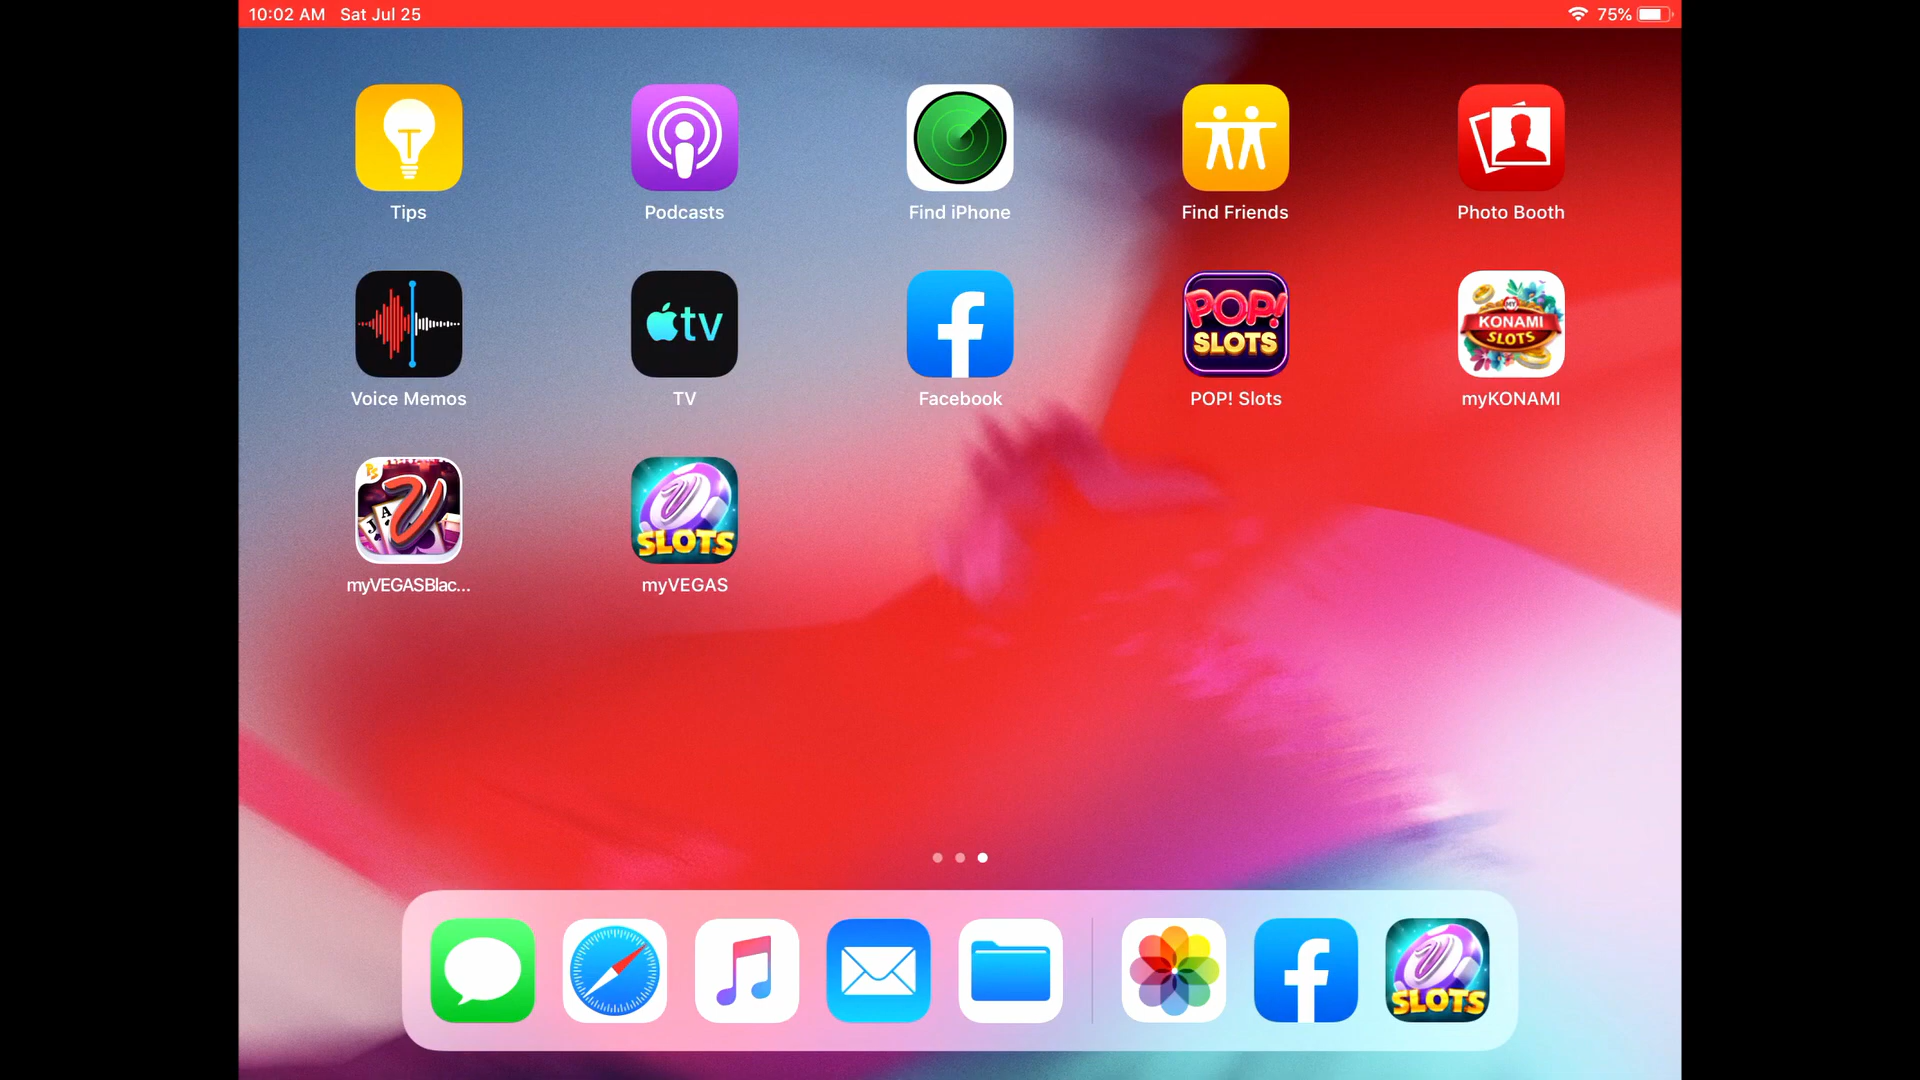 10:02 AM Sat Jul 25 75%
Tips Podcasts Find iPhone Find Friends Photo Booth
tv POP! SLOTS MY KONAMI SLOTS
Voice Memos TV Facebook POP! Slots myKONAMI
J A SLOTS
myVEGASBlac... myVEGAS
SLOTS